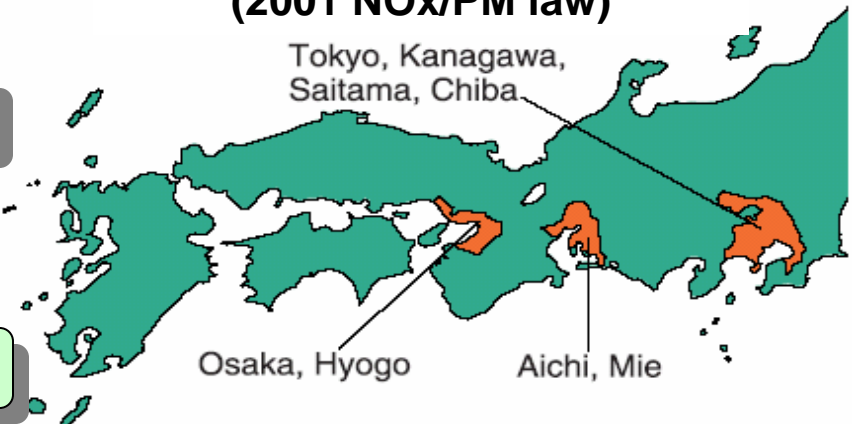 (2001 NOx/PM law)
Tokyo, Kanagawa,
Saitama, Chiba
Osaka, Hyogo
Aichi, Mie